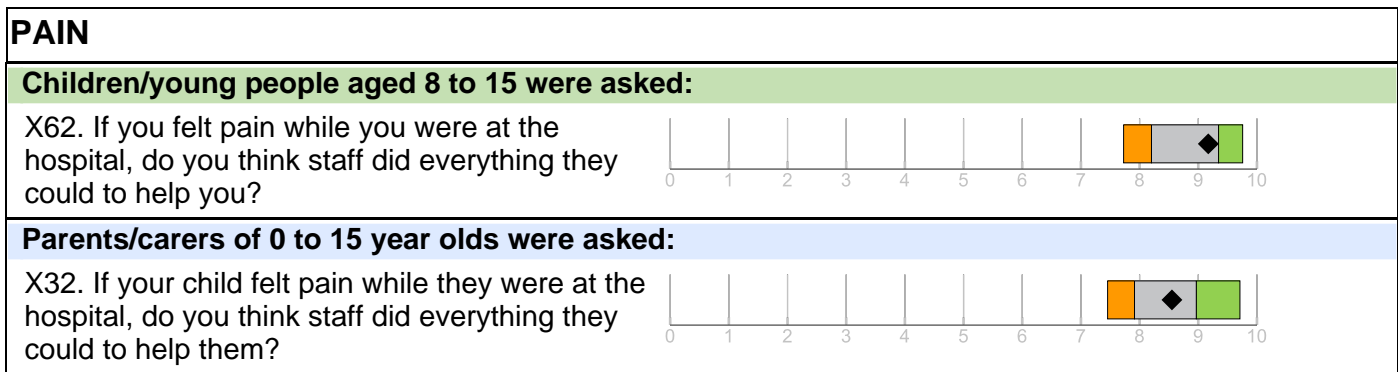 PAIN
Children/young people aged 8 to 15 were asked:
X62. If you felt pain while you were at the
hospital, do you think staff did everything they
could to help you?
0 1 2 3 4 5 6 7 8 9 10
Parents/carers of 0 to 15 year olds were asked:
X32. If your child felt pain while they were at the
hospital, do you think staff did everything they
could to help them?
0 1 2 3 4 5 6 7 8 9 10